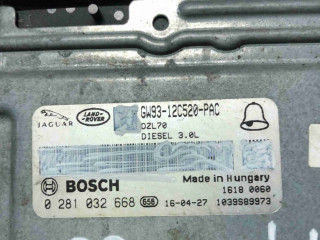 JAGUAR
LAND ROVER
GW93-12C520-PAC
DZL70
DIESEL 3.0L
BOSCH
Made in Hungary
1618 0060
0 281 032 668 658 16-04-27 1039S89973